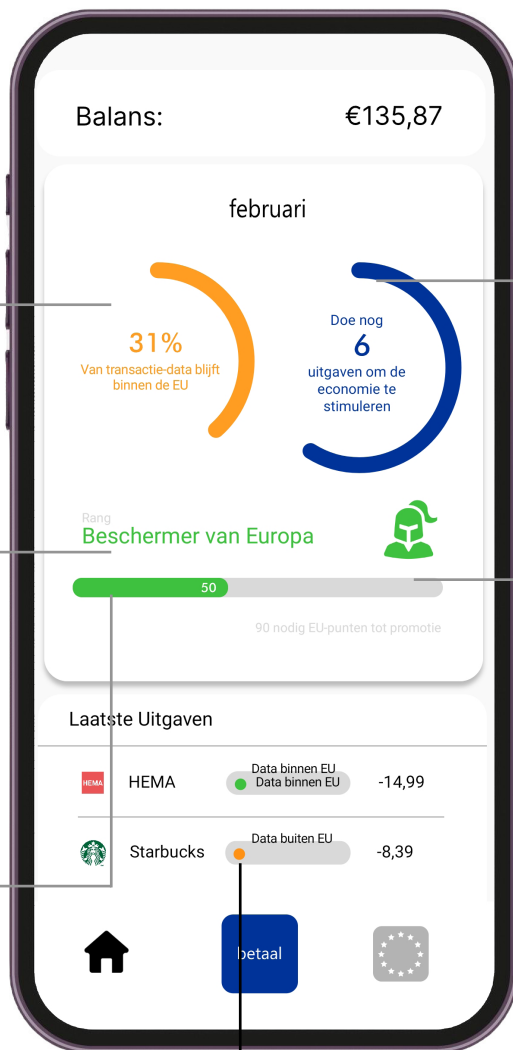 Balans: €135,87
februari
31%
Van transactie-data blijft
binnen de EU
Doe nog
6
uitgaven om de
economie te
stimuleren
Rang
Beschermer van Europa
50
90 nodig EU-punten tot promotie
Laatste Uitgaven
HEMA HEMA Data binnen EU
Data binnen EU -14,99
Starbucks Data buiten EU -8,39
betaal